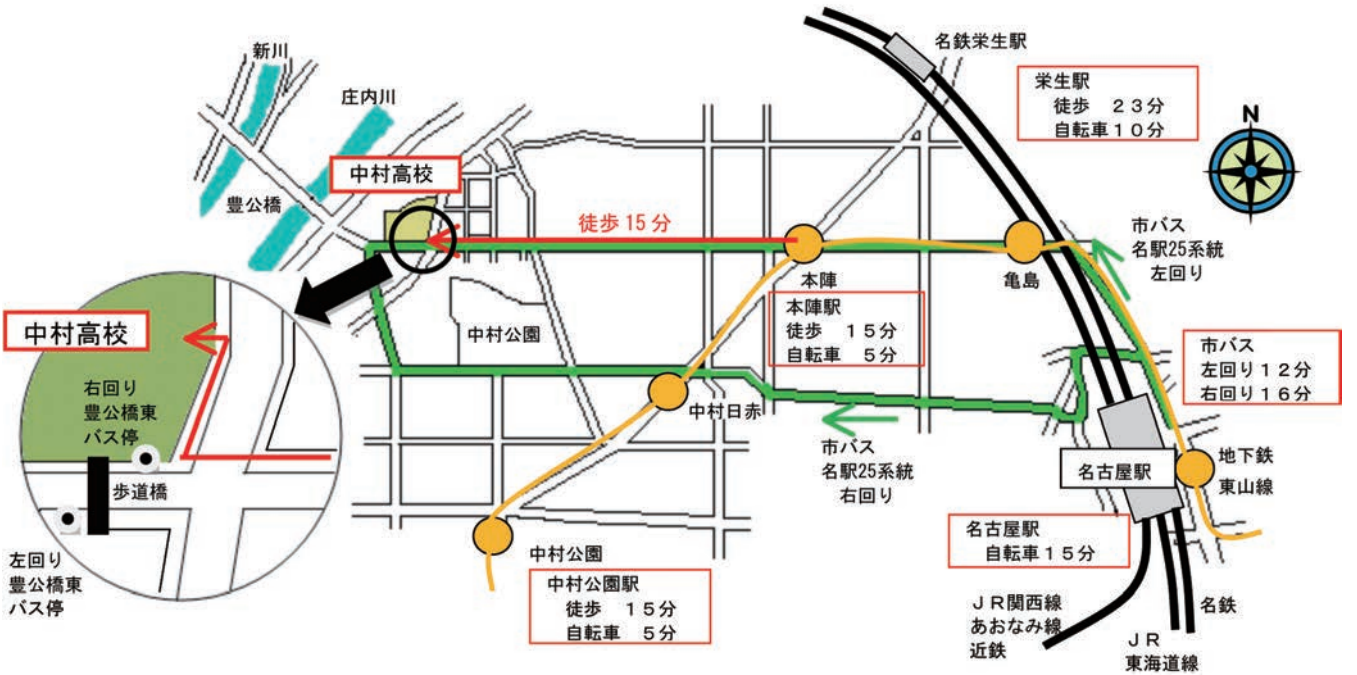 新川
庄内川
豊公橋
中村高校
徒歩15分
名鉄栄生駅
栄生駅
徒歩 23分
自転車10分
N
市バス
名駅25系統
左回り
本陣
亀島
本陣駅
徒歩 15分
自転車 5分
中村公園
市バス
左回り12分
右回り16分
中村高校
右回り
豊公橋東
バス停
歩道橋
左回り
豊公橋東
バス停
中村日赤
市バス
名駅25系統
右回り
名古屋駅
地下鉄
東山線
名古屋駅
自転車15分
中村公園
中村公園駅
徒歩 15分
自転車 5分
JR関西線
あおなみ線
近鉄
JR
東海道線
名鉄